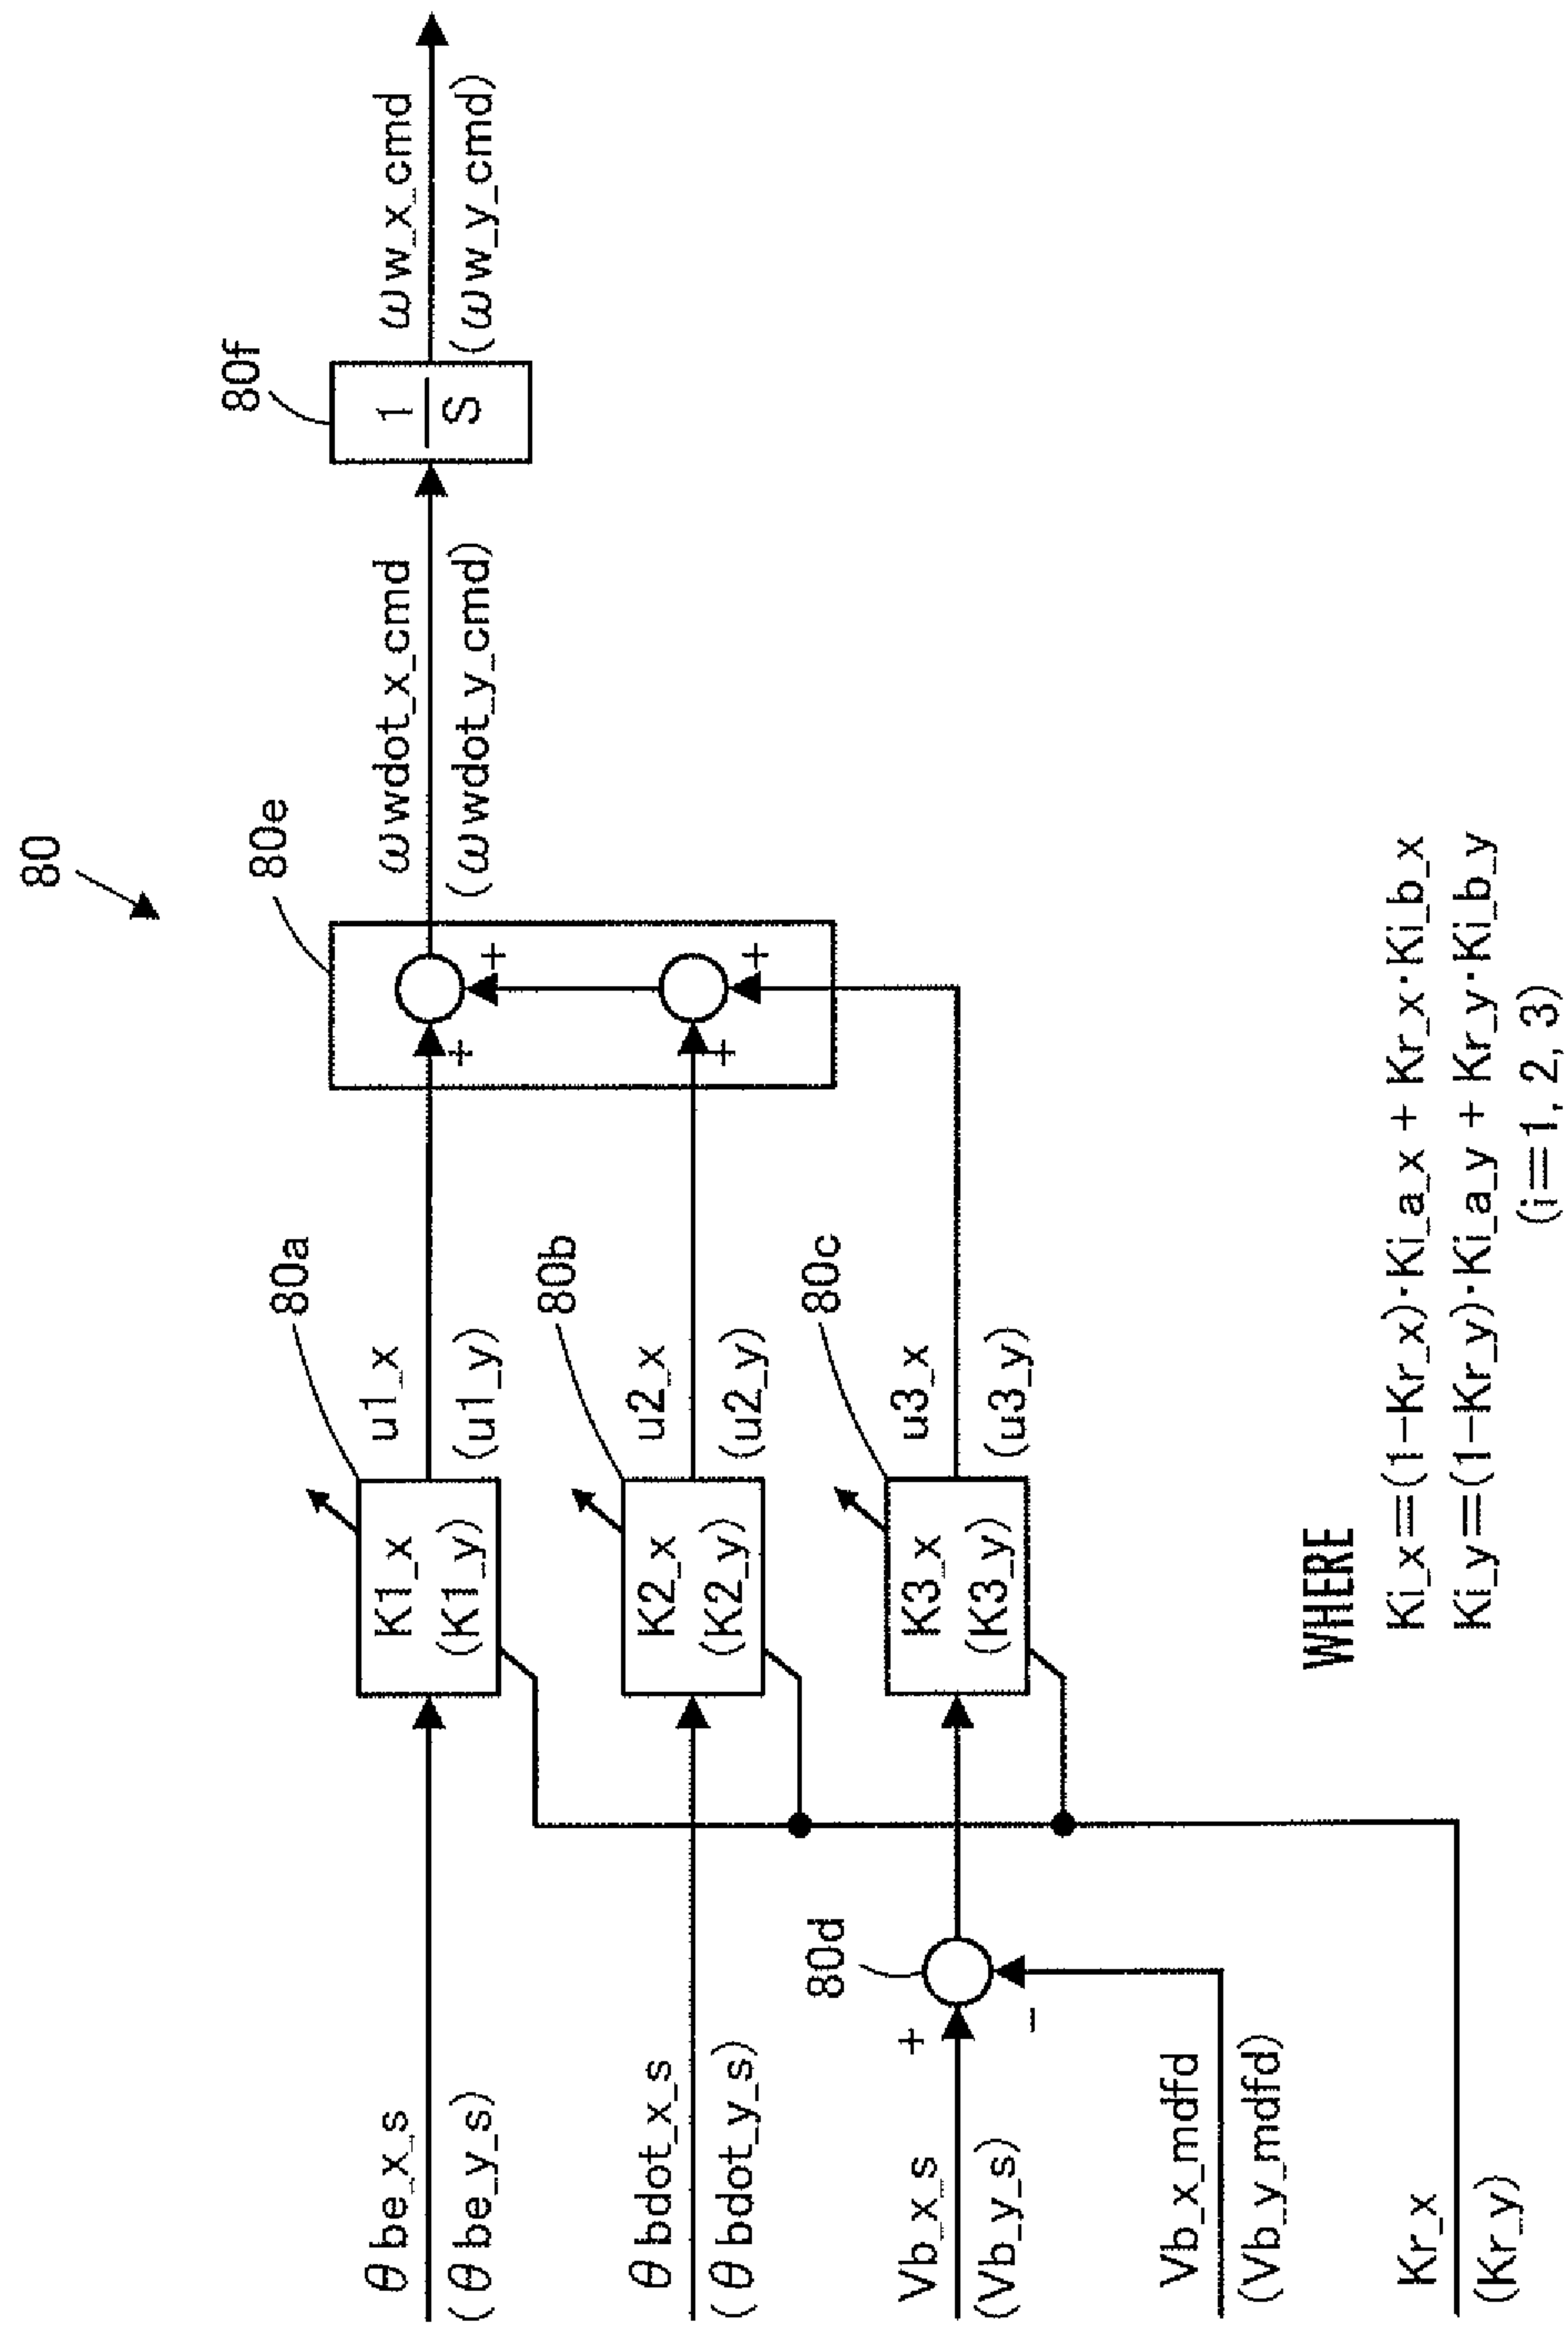 80
80f
80e
ωwdot_x_cmd
(ωwdot_y_cmd)
ωw_x_cmd
(ωw_y_cmd)
1
S
80a
θbe_x_s
(θbe_y_s)
K1_x
(K1_y)
u1_x
(u1_y)
+
+
80b
θbdot_x_s
(θbdot_y_s)
K2_x
(K2_y)
u2_x
(u2_y)
+
+
80c
80d
Vb_x_s
(Vb_y_s)
+
−
K3_x
(K3_y)
u3_x
(u3_y)
Vb_x_mdfd
(Vb_y_mdfd)
Kr_x
(Kr_y)
WHERE
Ki_x=(1-Kr_x)·Ki_a_x + Kr_x·Ki_b_x
Ki_y=(1-Kr_y)·Ki_a_y + Kr_y·Ki_b_y
(i=1, 2, 3)